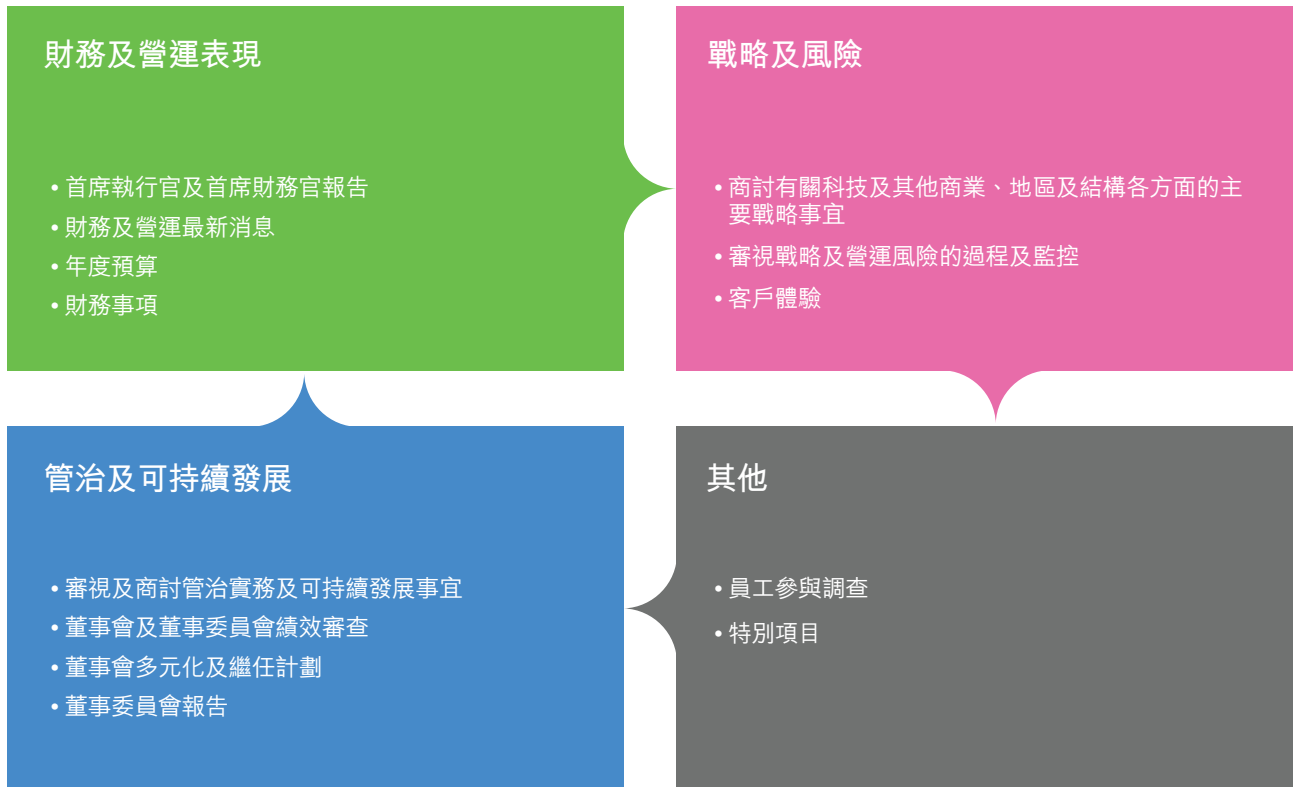 財務及營運表現
• 首席執行官及首席財務官報告
• 財務及營運最新消息
• 年度預算
• 財務事項
戰略及風險
• 商討有關科技及其他商業、地區及結構各方面的主
要戰略事宜
• 審視戰略及營運風險的過程及監控
• 客戶體驗
管治及可持續發展
• 審視及商討管治實務及可持續發展事宜
• 董事會及董事委員會績效審查
• 董事會多元化及繼任計劃
• 董事委員會報告
其他
• 員工參與調查
• 特別項目